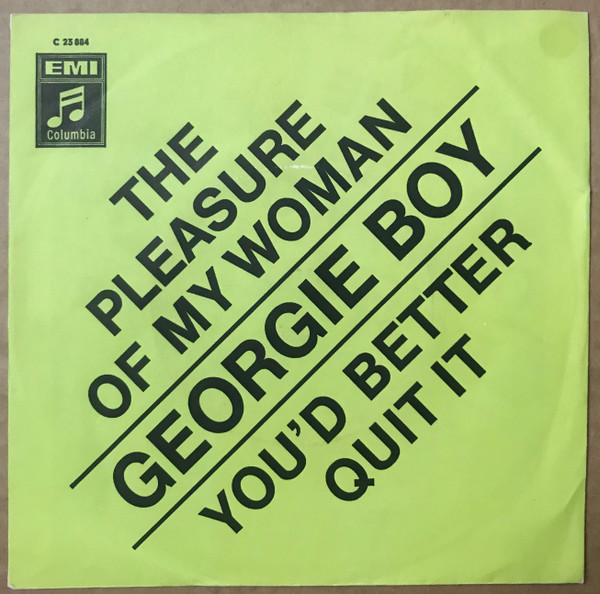 C 23 884
EMI
Columbia
THE
PLEASURE
OF MY WOMAN
GEORGIE BOY
YOU'D BETTER
QUIT IT